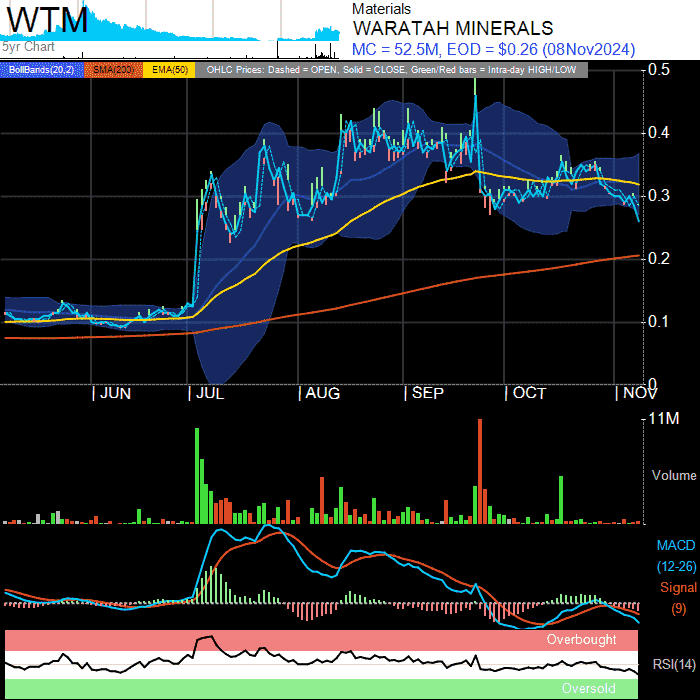 WTM
5yr Chart
Materials
WARATAH MINERALS
MC = 52.5M, EOD = $0.26 (08Nov2024)
BollBands(20,2) SMA(200) EMA(50) OHLC Prices: Dashed = OPEN, Solid = CLOSE, Green/Red bars = Intra-day HIGH/LOW
0.5
0.4
0.3
0.2
0.1
0
| JUN | JUL | AUG | SEP | OCT | NOV
11M
Volume
MACD
(12-26)
Signal
(9)
Overbought
RSI(14)
Oversold